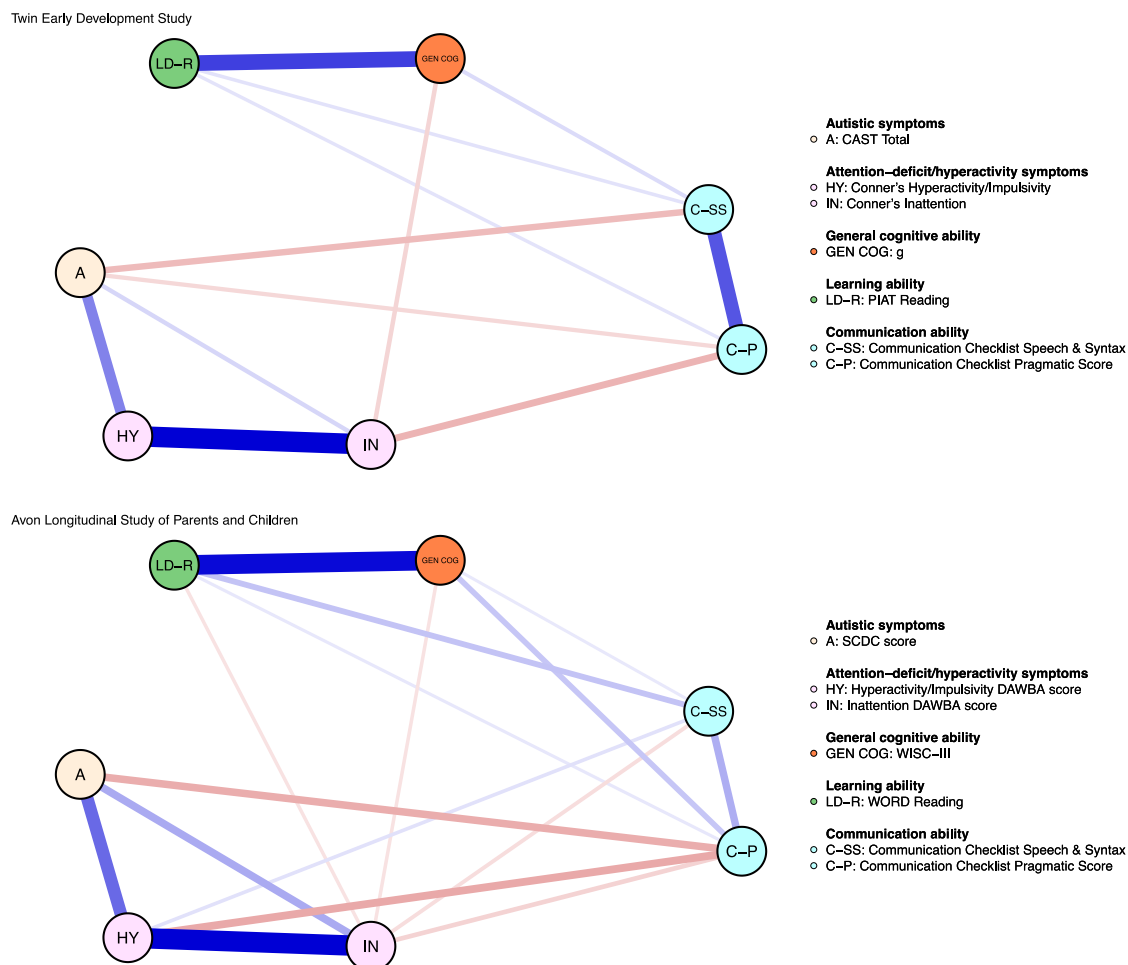 Twin Early Development Study
LD–R
GEN COG
C–SS
A
C–P
HY
IN
Autistic symptoms
A: CAST Total
Attention–deficit/hyperactivity symptoms
HY: Conner's Hyperactivity/Impulsivity
IN: Conner's Inattention
General cognitive ability
GEN COG: g
Learning ability
LD–R: PIAT Reading
Communication ability
C–SS: Communication Checklist Speech & Syntax
C–P: Communication Checklist Pragmatic Score
Avon Longitudinal Study of Parents and Children
LD–R
GEN COG
C–SS
A
C–P
HY
IN
Autistic symptoms
A: SCDC score
Attention–deficit/hyperactivity symptoms
HY: Hyperactivity/Impulsivity DAWBA score
IN: Inattention DAWBA score
General cognitive ability
GEN COG: WISC–III
Learning ability
LD–R: WORD Reading
Communication ability
C–SS: Communication Checklist Speech & Syntax
C–P: Communication Checklist Pragmatic Score